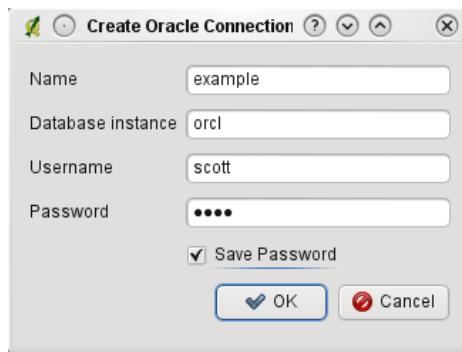 Create Oracle Connection
Name example
Database instance orcl
Username scott
Password ••••
Save Password
OK Cancel